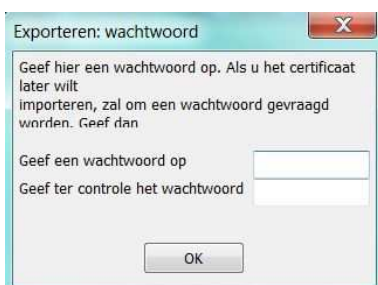 Exporteren: wachtwoord
X
Geef hier een wachtwoord op. Als u het certificaat
later wilt
importeren, zal om een wachtwoord gevraagd
worden. Geef dan
Geef een wachtwoord op
Geef ter controle het wachtwoord
OK